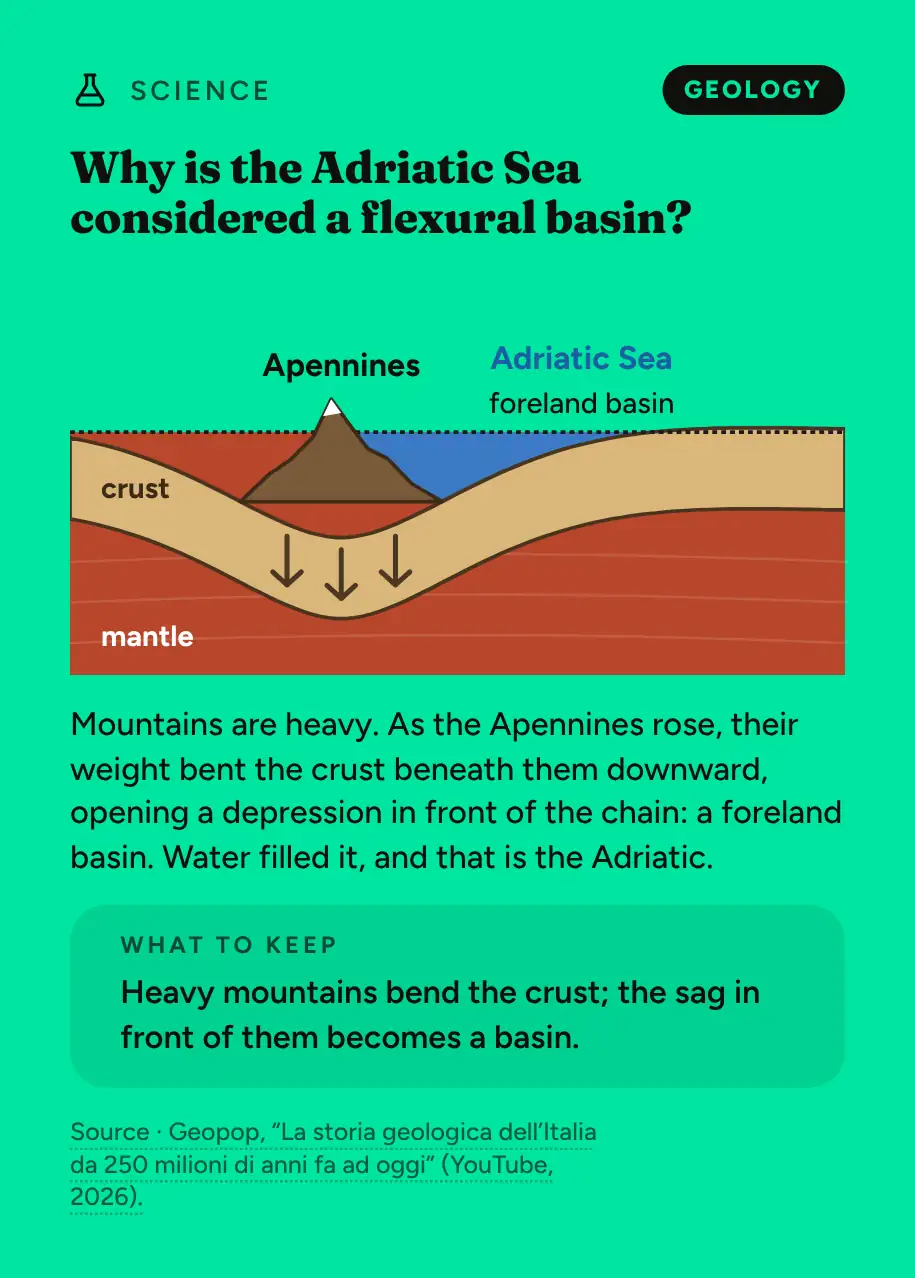 SCIENCE
GEOLOGY
Why is the Adriatic Sea
considered a flexural basin?
Apennines
Adriatic Sea
foreland basin
crust
mantle
Mountains are heavy. As the Apennines rose, their
weight bent the crust beneath them downward,
opening a depression in front of the chain: a foreland
basin. Water filled it, and that is the Adriatic.
WHAT TO KEEP
Heavy mountains bend the crust; the sag in
front of them becomes a basin.
Source · Geopop, “La storia geologica dell’Italia
da 250 milioni di anni fa ad oggi” (YouTube,
2026).